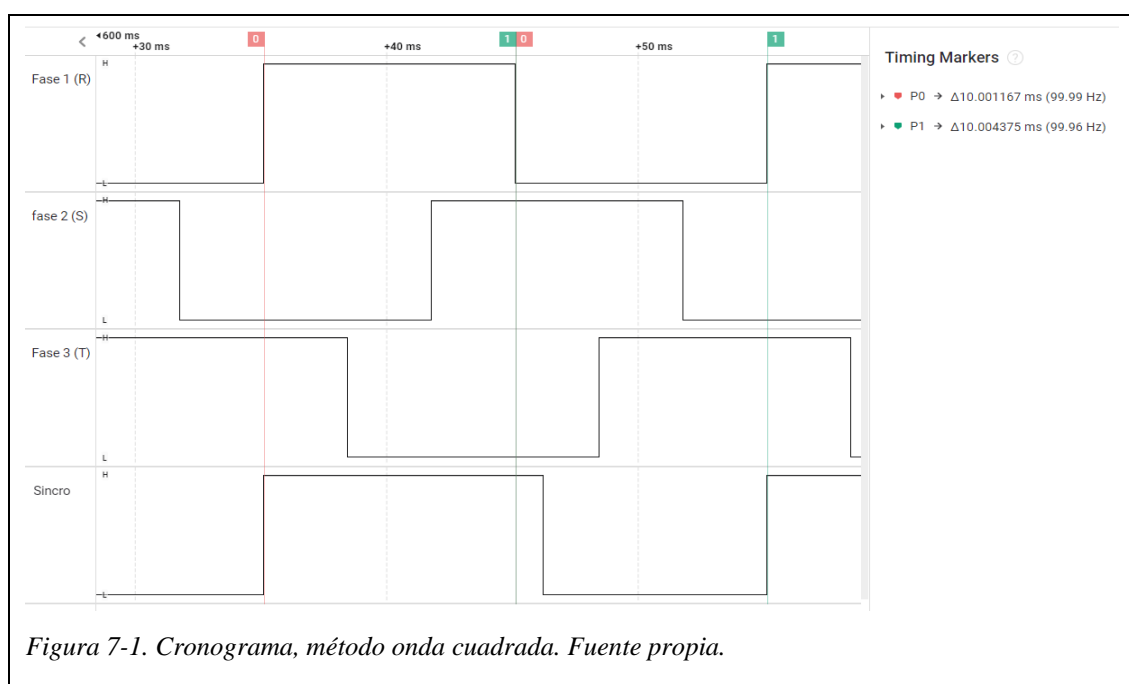 ◂600 ms
+30 ms
0
+40 ms
1 0
+50 ms
1
Timing Markers ?
P0 → Δ10.001167 ms (99.99 Hz)
P1 → Δ10.004375 ms (99.96 Hz)
Fase 1 (R)
H
L
fase 2 (S)
H
L
Fase 3 (T)
H
L
Sincro
H
L
Figura 7-1. Cronograma, método onda cuadrada. Fuente propia.